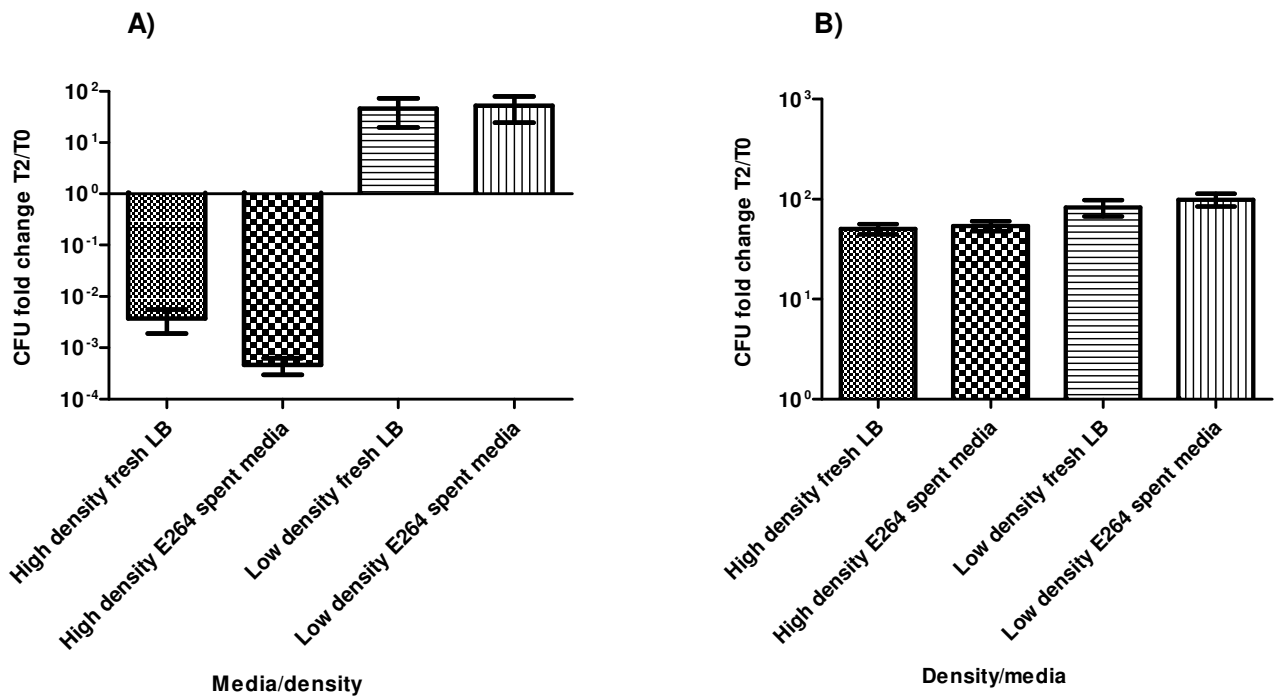 A)
CFU fold change T2/T0
10²
10¹
10⁰
10⁻¹
10⁻²
10⁻³
10⁻⁴
High density fresh LB
High density E264 spent media
Low density fresh LB
Low density E264 spent media
Media/density
B)
CFU fold change T2/T0
10³
10²
10¹
10⁰
High density fresh LB
High density E264 spent media
Low density fresh LB
Low density E264 spent media
Density/media